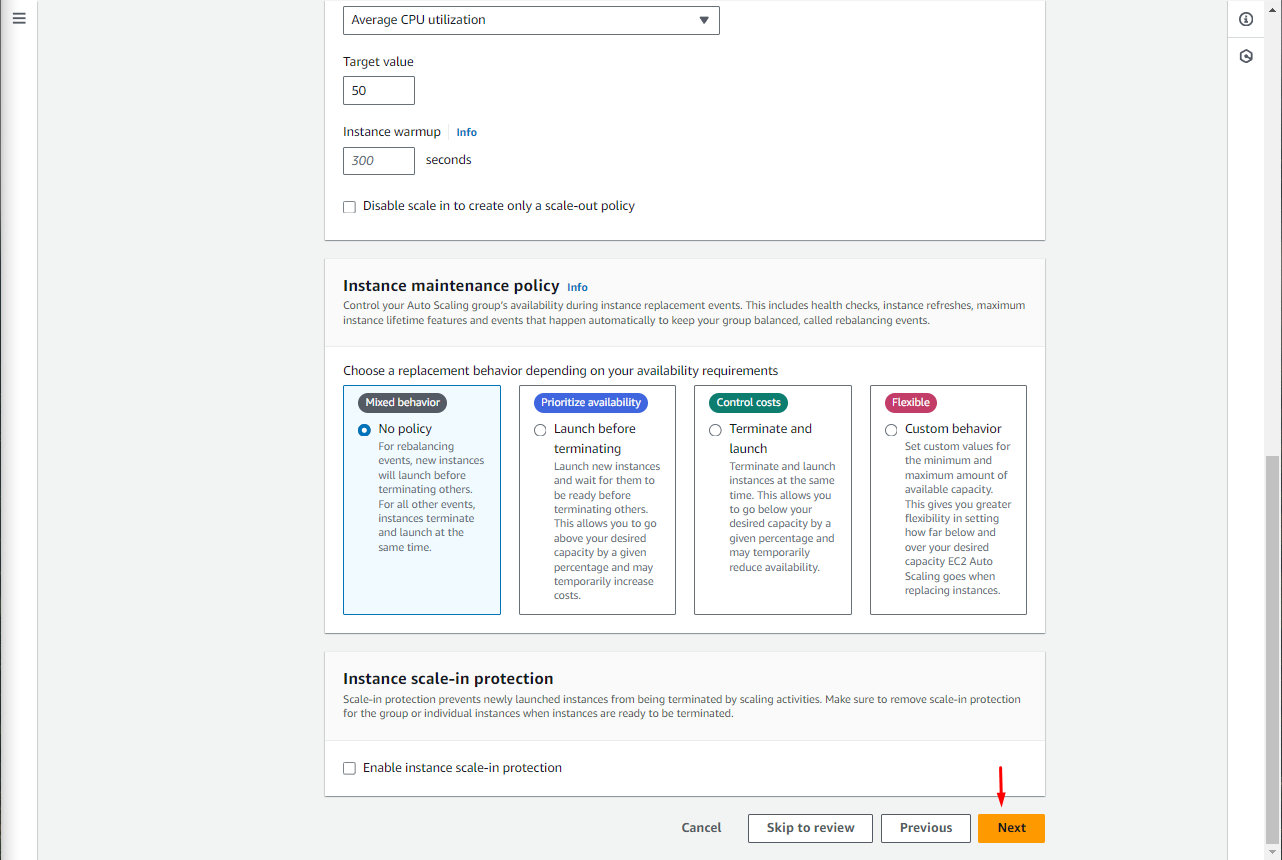 Average CPU utilization
Target value
50
Instance warmup Info
300 seconds
Disable scale in to create only a scale-out policy
Instance maintenance policy Info
Control your Auto Scaling group's availability during instance replacement events. This includes health checks, instance refreshes, maximum
instance lifetime features and events that happen automatically to keep your group balanced, called rebalancing events.
Choose a replacement behavior depending on your availability requirements
Mixed behavior
No policy
For rebalancing
events, new instances
will launch before
terminating others.
For all other events,
instances terminate
and launch at the
same time.
Prioritize availability
Launch before
terminating
Launch new instances
and wait for them to
be ready before
terminating others.
This allows you to go
above your desired
capacity by a given
percentage and may
temporarily increase
costs.
Control costs
Terminate and
launch
Terminate and launch
instances at the same
time. This allows you
to go below your
desired capacity by a
given percentage and
may temporarily
reduce availability.
Flexible
Custom behavior
Set custom values for
the minimum and
maximum amount of
available capacity.
This gives you greater
flexibility in setting
how far below and
over your desired
capacity EC2 Auto
Scaling goes when
replacing instances.
Instance scale-in protection
Scale-in protection prevents newly launched instances from being terminated by scaling activities. Make sure to remove scale-in protection
for the group or individual instances when instances are ready to be terminated.
Enable instance scale-in protection
Cancel Skip to review Previous Next